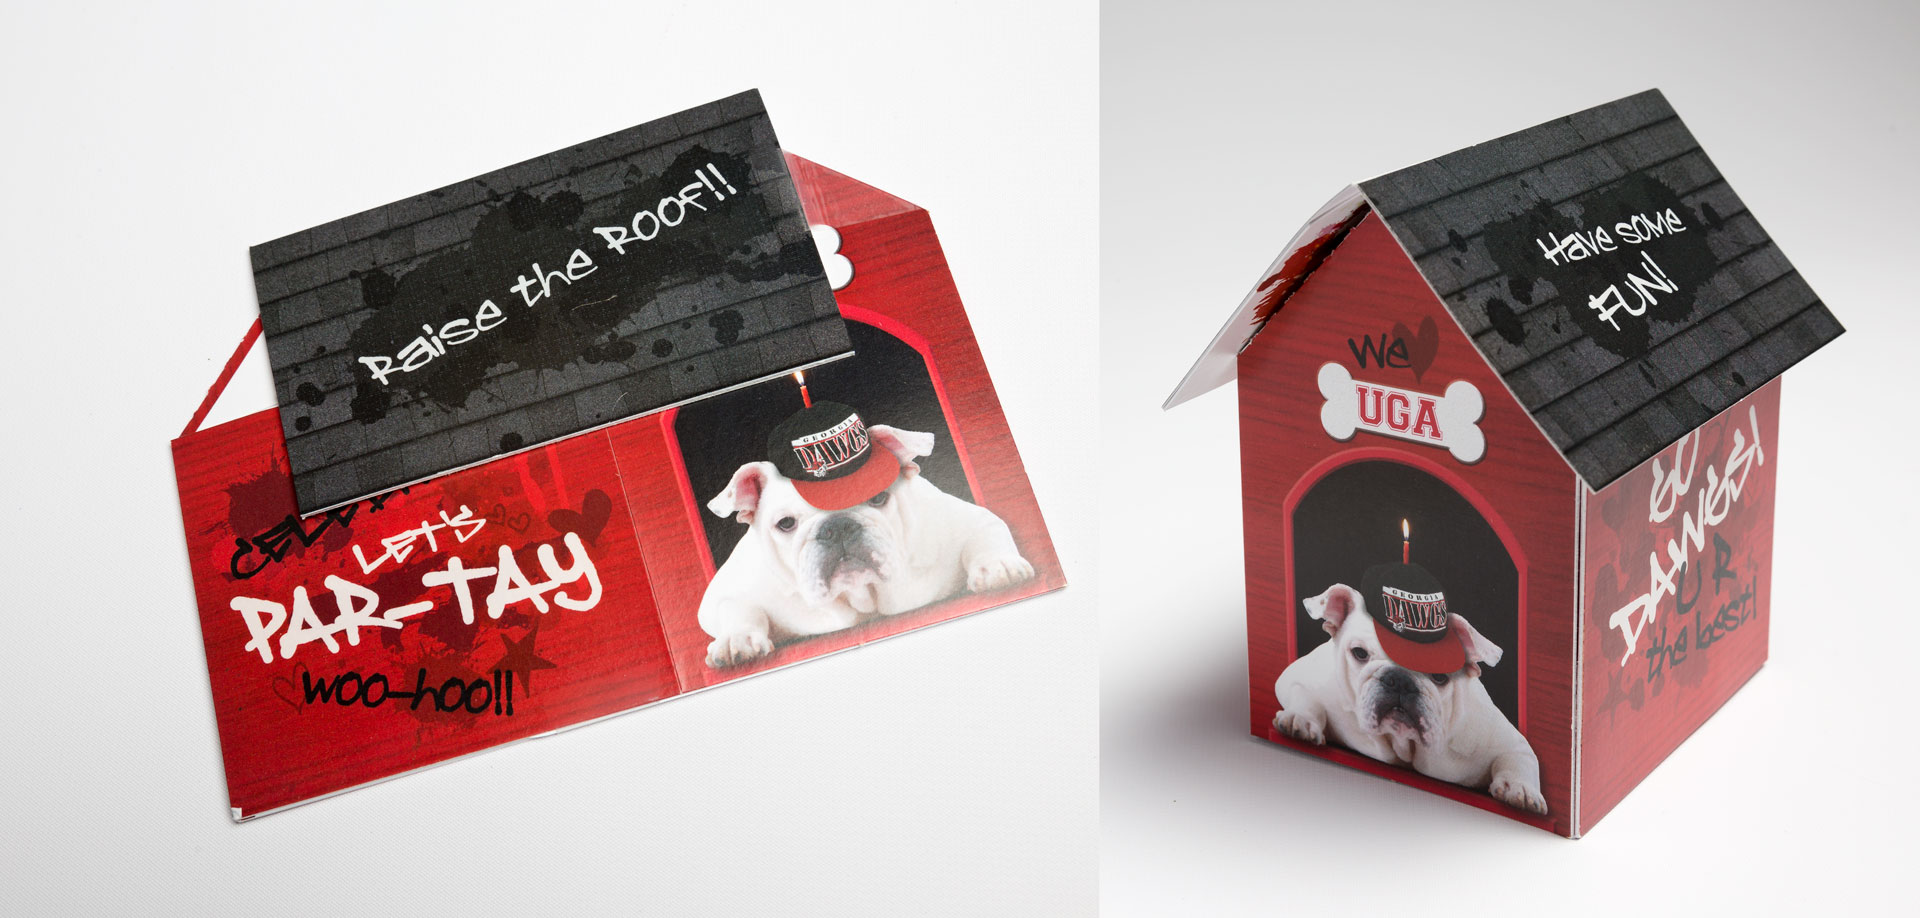 Raise the ROOF!!
GEORGIA
DAWGS
LET'S
PAR-TAY
woo-hoo!!
Have some
FUN!
We
UGA
GEORGIA
DAWGS
GO
DAWGS!
U R
the best!